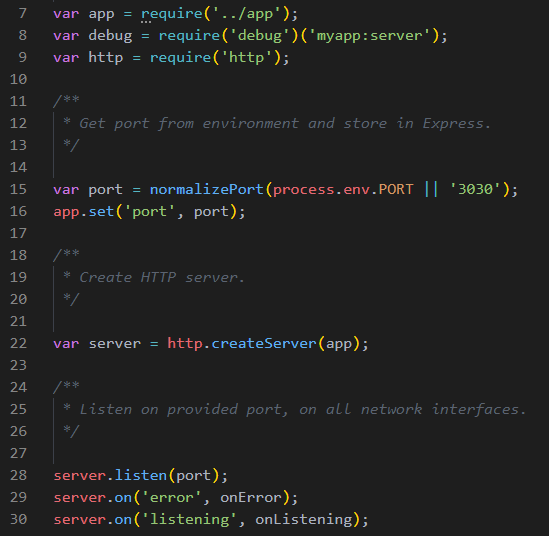 7 var app = require('../app');
8 var debug = require('debug')('myapp:server');
9 var http = require('http');
10
11 /**
12  * Get port from environment and store in Express.
13  */
14
15 var port = normalizePort(process.env.PORT || '3030');
16 app.set('port', port);
17
18 /**
19  * Create HTTP server.
20  */
21
22 var server = http.createServer(app);
23
24 /**
25  * Listen on provided port, on all network interfaces.
26  */
27
28 server.listen(port);
29 server.on('error', onError);
30 server.on('listening', onListening);